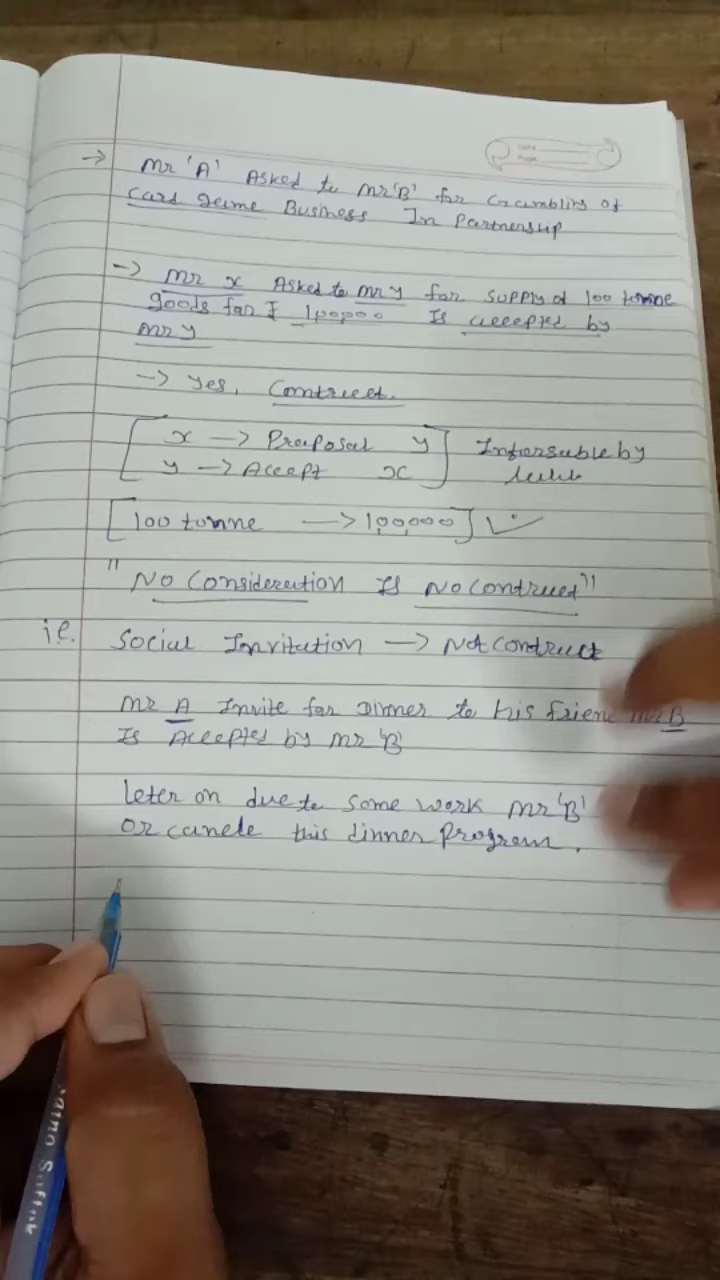 → Mr 'A' Asked to Mr 'B' for Gambling of
Card Game Business In Partnership
→ Mr x Asked to Mr y for supply of 100 tonne
goods for ₹ 1,00,000 Is accepted by
Mr y
→ Yes, Contract.
x → Proposal y
y → Accept x
Inforsuble by
100 tonne → 1,00,000
"No Consideration Is No Contract"
i.e. Social Invitation → Not Contract
Mr A Invite for Dinner to his friend Mr B
Is Accepted by Mr 'B'
leter on due to some work Mr 'B'
or cancle this dinner program.